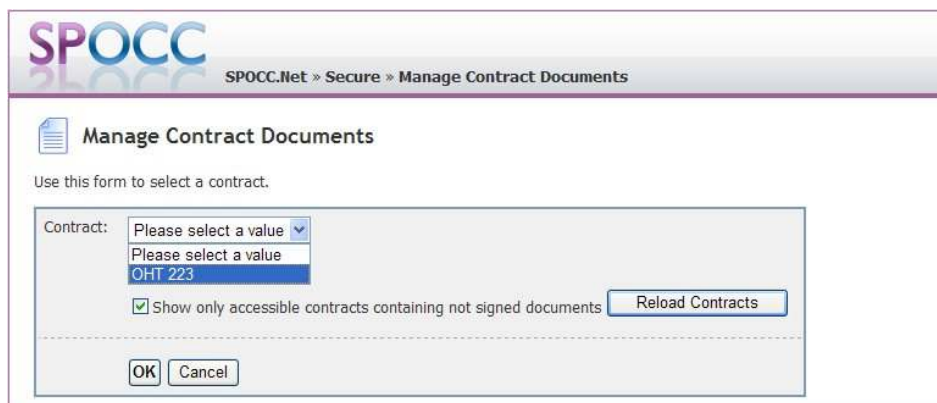 SPOCC
SPOCC.Net » Secure » Manage Contract Documents
Manage Contract Documents
Use this form to select a contract.
Contract: Please select a value
Please select a value
OHT 223
Show only accessible contracts containing not signed documents Reload Contracts
OK Cancel